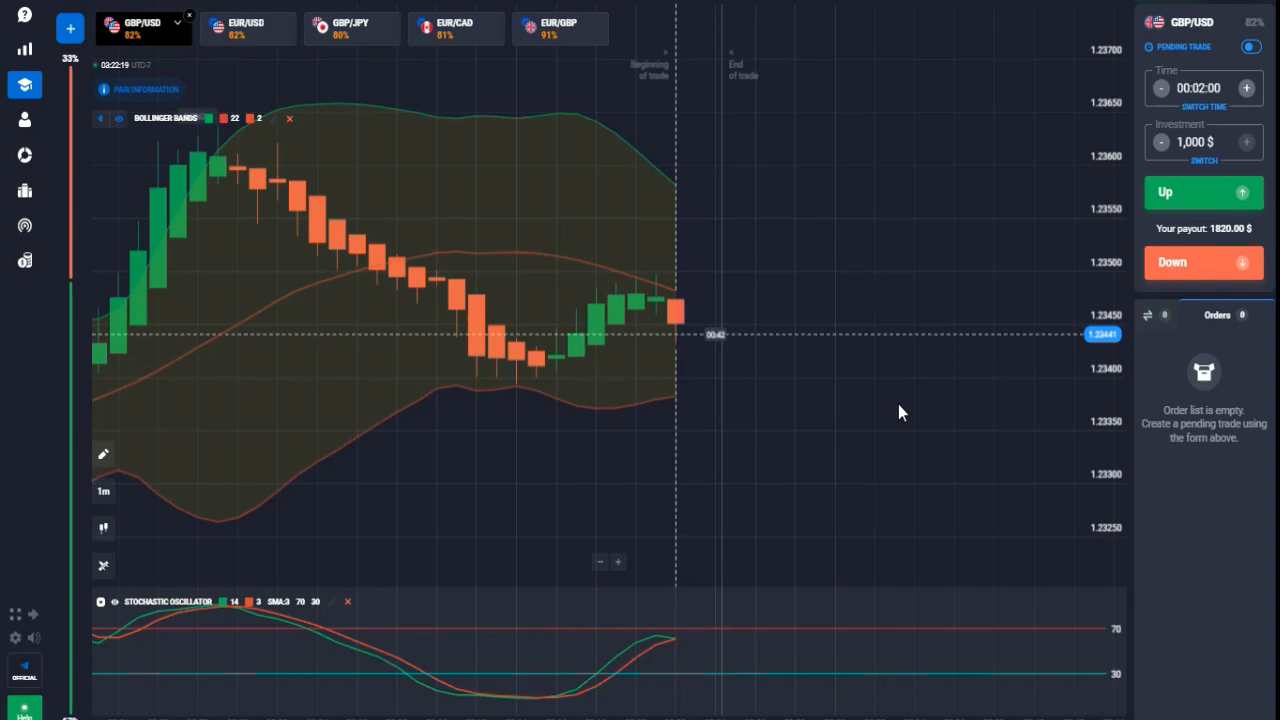 GBP/USD
82%
EUR/USD
82%
GBP/JPY
80%
EUR/CAD
81%
EUR/GBP
91%
33%
03:22:19 UTC-7
PAIR INFORMATION
BOLLINGER BANDS 22 2
Beginning
of trade
End
of trade
1.23700
1.23650
1.23600
1.23550
1.23500
1.23450
1.23441
1.23400
1.23350
1.23300
1.23250
00:42
1m
STOCHASTIC OSCILLATOR 14 3 SMA:3 70 30
70
30
OFFICIAL
Help
GBP/USD 82%
PENDING TRADE
Time
- 00:02:00 +
SWITCH TIME
Investment
- 1,000 $ +
SWITCH
Up
Your payout: 1820.00 $
Down
0 Orders 0
Order list is empty.
Create a pending trade using
the form above.